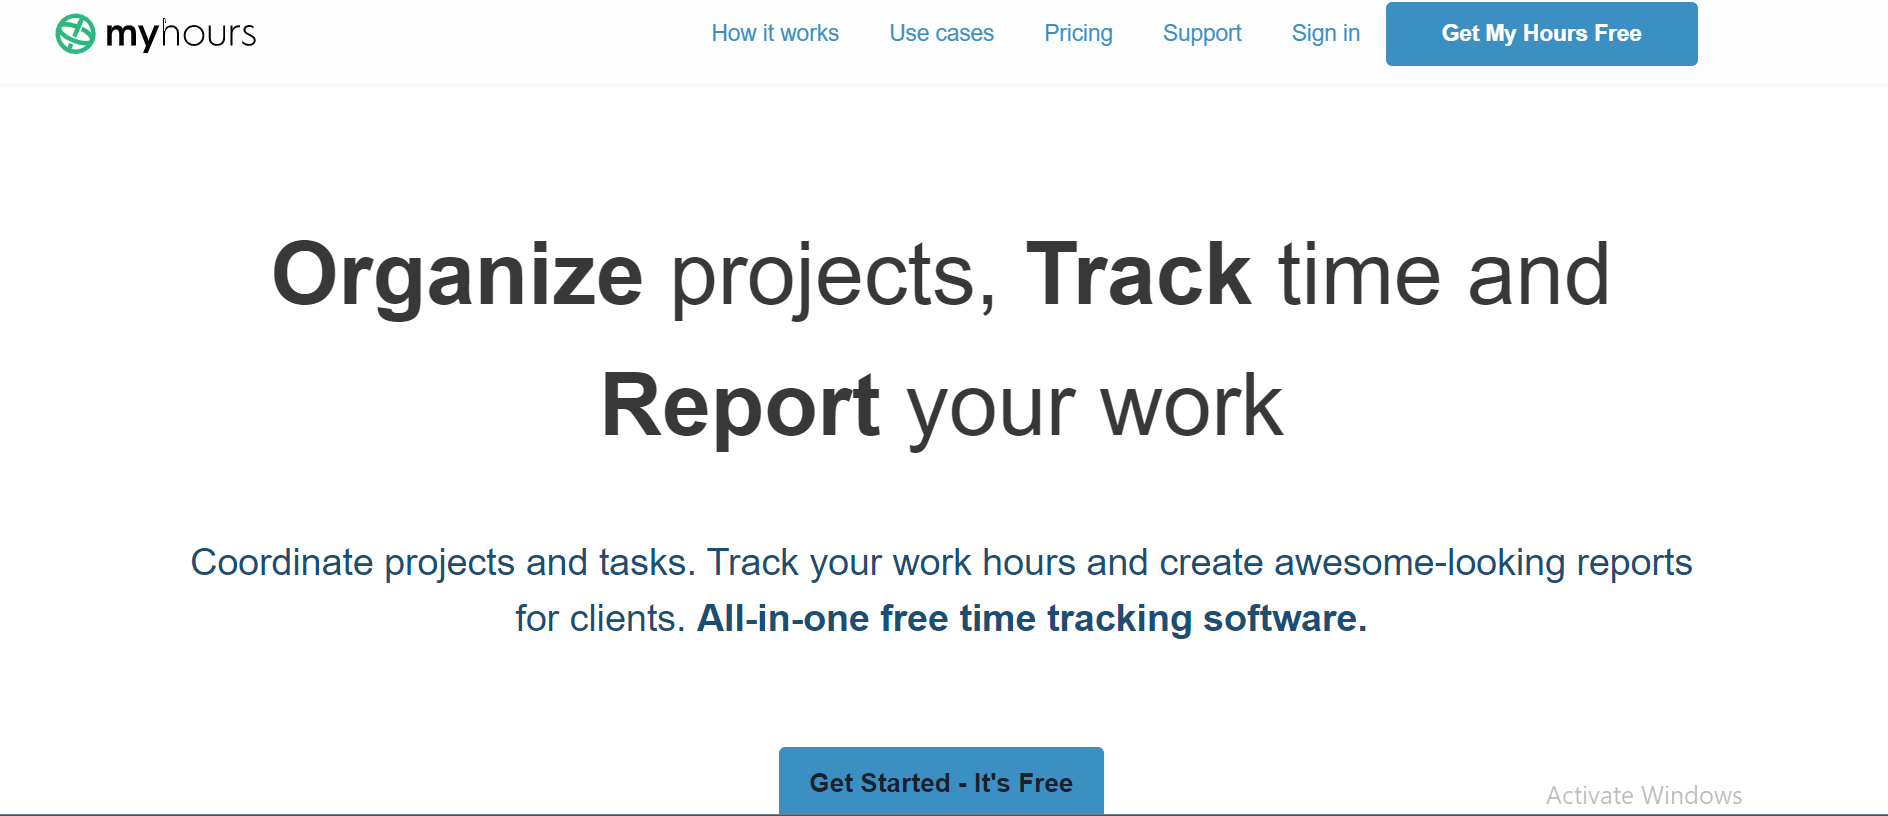 myhours
How it works Use cases Pricing Support Sign in Get My Hours Free
Organize projects, Track time and
Report your work
Coordinate projects and tasks. Track your work hours and create awesome-looking reports
for clients. All-in-one free time tracking software.
Get Started - It's Free
Activate Windows